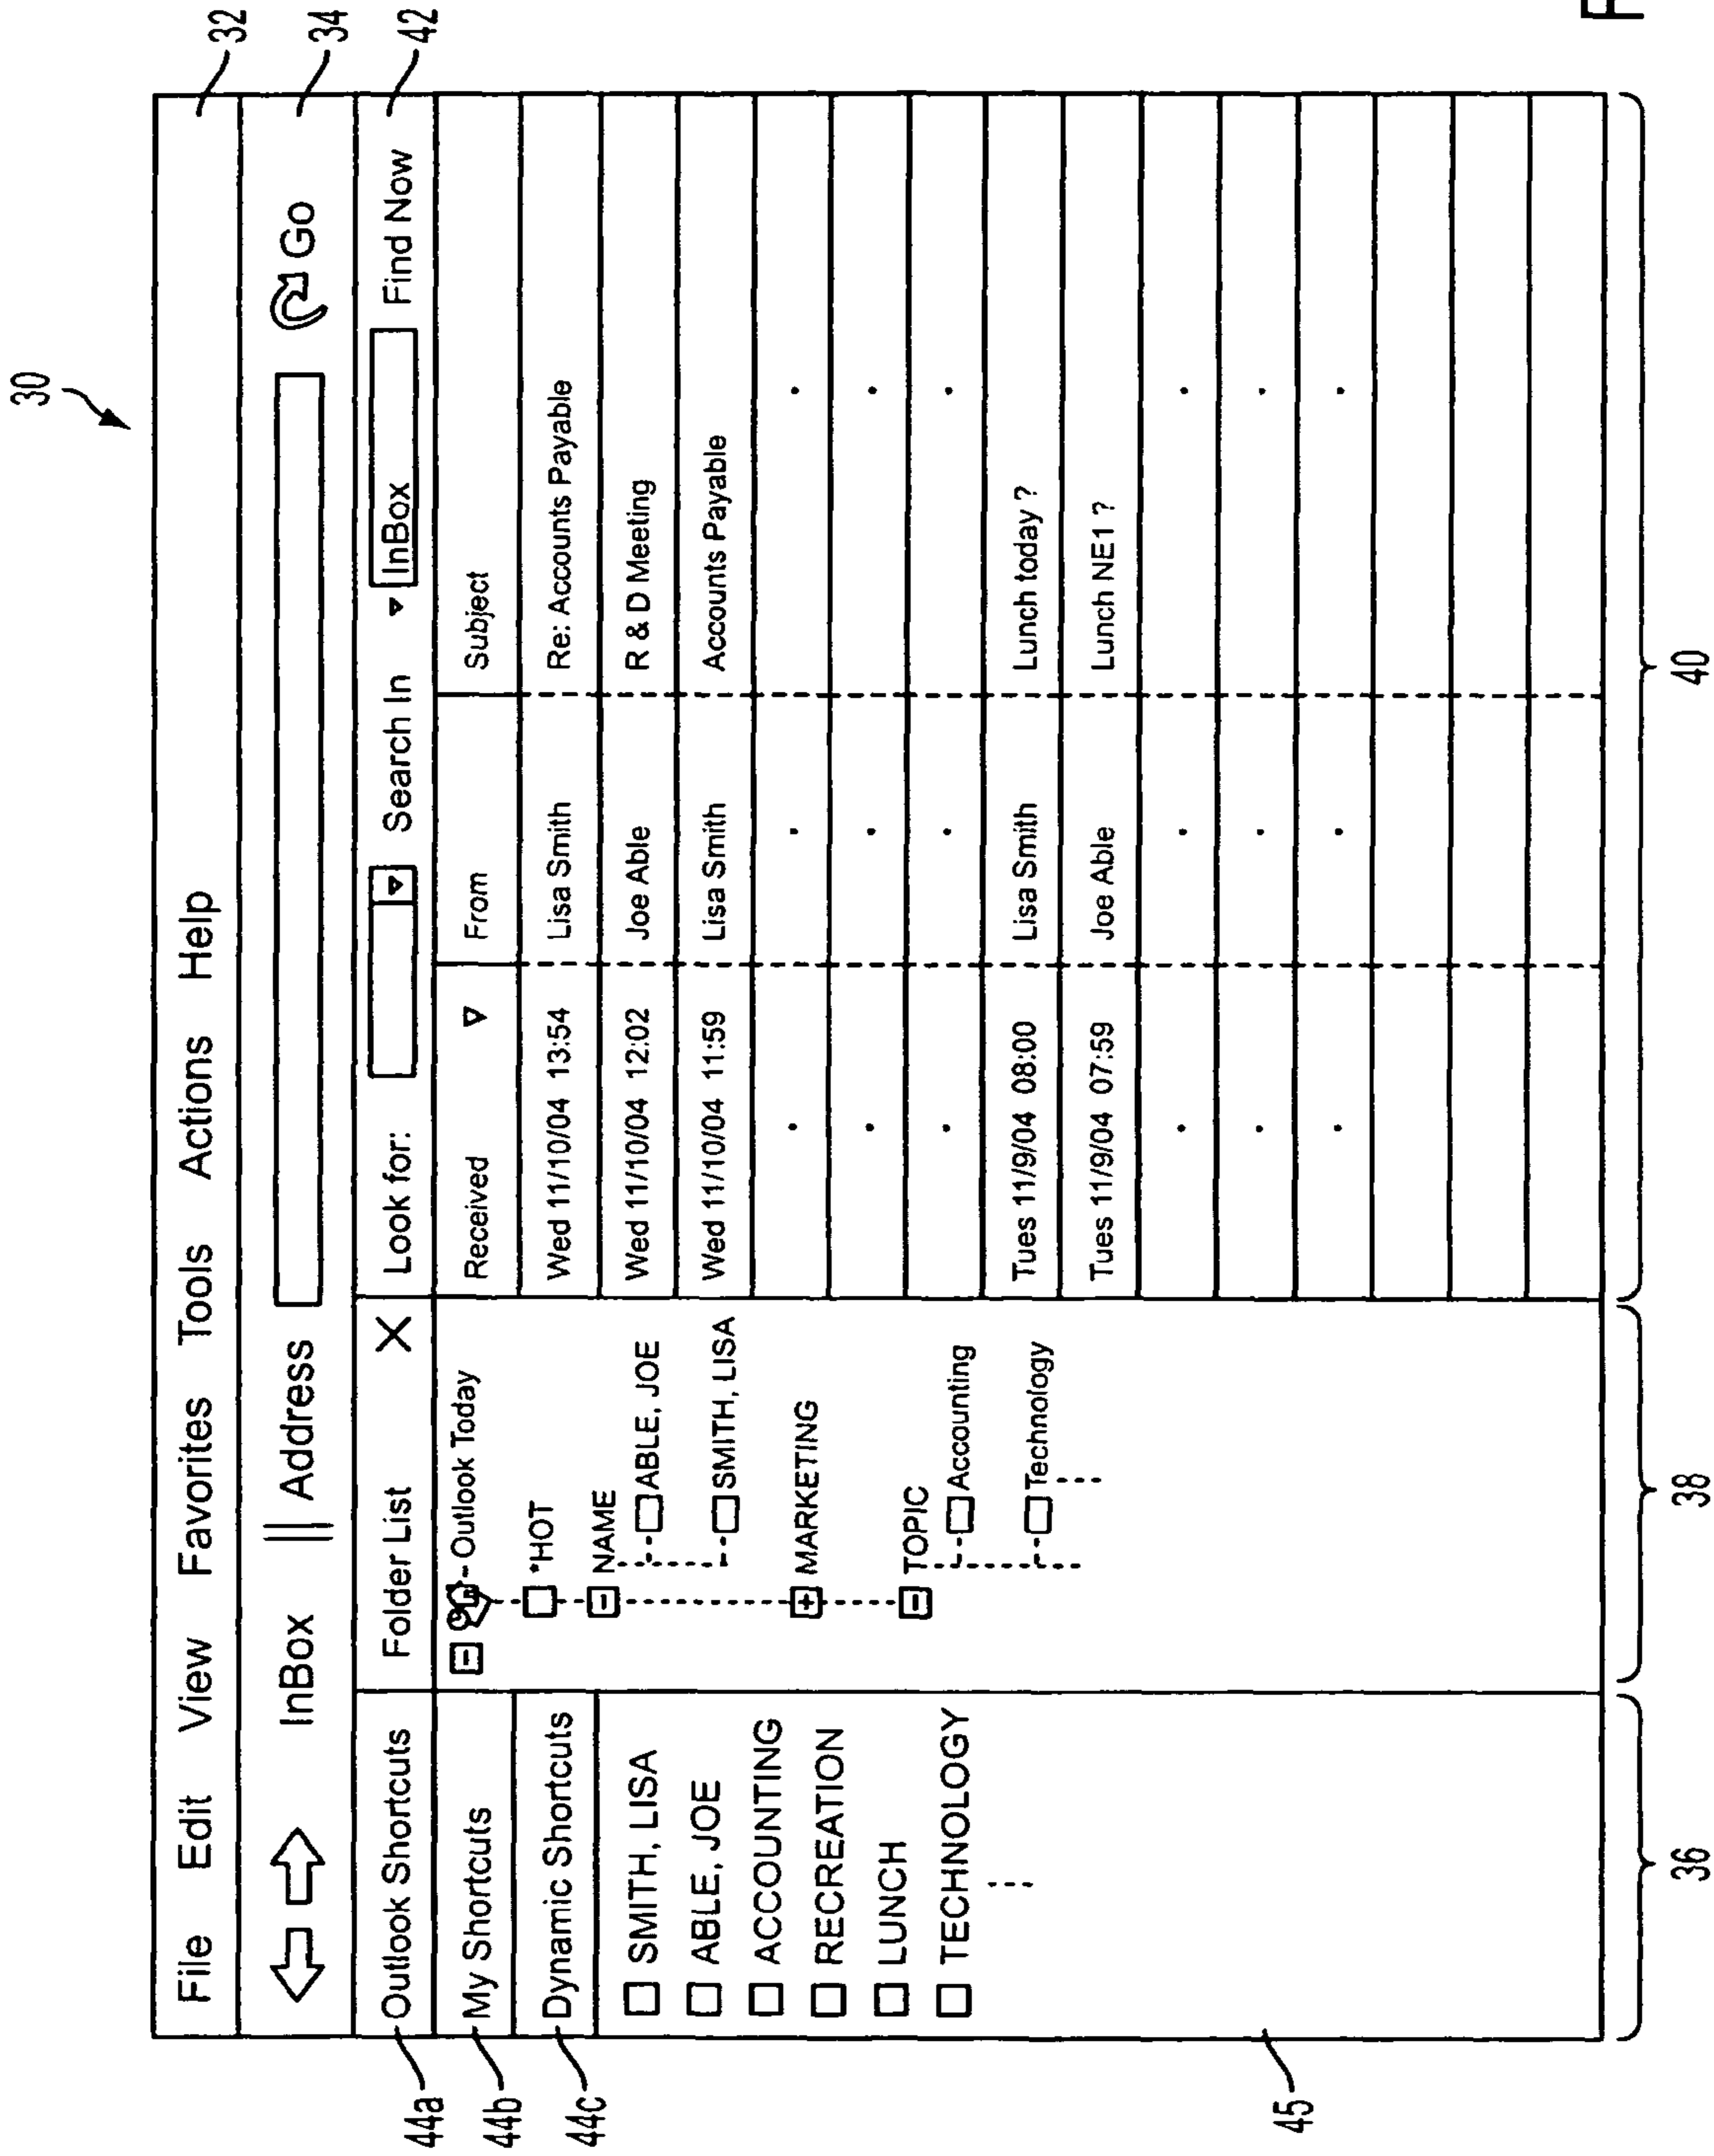 30
File Edit View Favorites Tools Actions Help
32
InBox Address Go
34
Outlook Shortcuts
Folder List X
Look for: Search In InBox Find Now
42
44a
My Shortcuts
44b
Dynamic Shortcuts
44c
SMITH, LISA
ABLE, JOE
ACCOUNTING
RECREATION
LUNCH
TECHNOLOGY
45
Outlook Today
*HOT
NAME
ABLE, JOE
SMITH, LISA
MARKETING
TOPIC
Accounting
Technology
Received From Subject
Wed 11/10/04 13:54 Lisa Smith Re: Accounts Payable
Wed 11/10/04 12:02 Joe Able R & D Meeting
Wed 11/10/04 11:59 Lisa Smith Accounts Payable
Tues 11/9/04 08:00 Lisa Smith Lunch today ?
Tues 11/9/04 07:59 Joe Able Lunch NE1 ?
36 38 40